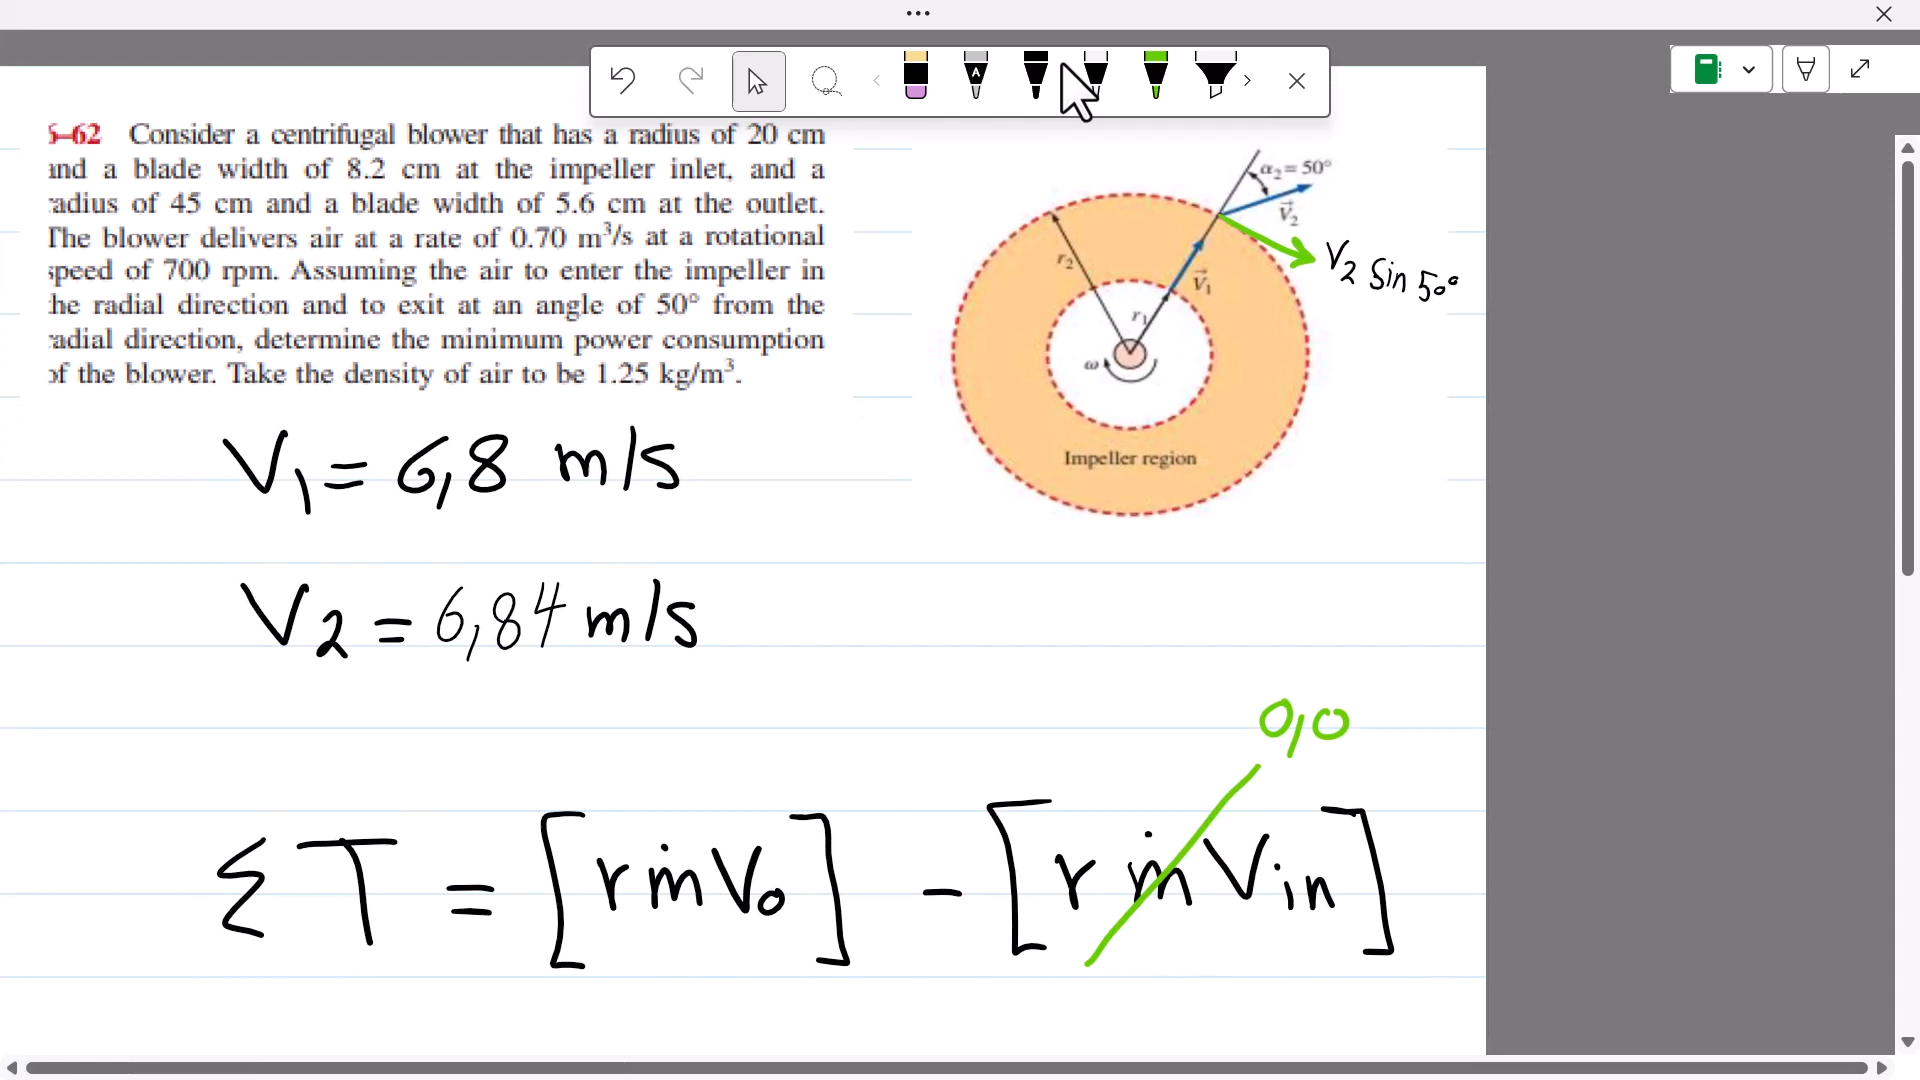 5–62 Consider a centrifugal blower that has a radius of 20 cm
and a blade width of 8.2 cm at the impeller inlet, and a
radius of 45 cm and a blade width of 5.6 cm at the outlet.
The blower delivers air at a rate of 0.70 m³/s at a rotational
speed of 700 rpm. Assuming the air to enter the impeller in
the radial direction and to exit at an angle of 50° from the
radial direction, determine the minimum power consumption
of the blower. Take the density of air to be 1.25 kg/m³.
α₂ = 50°
V⃗₂
V₂ Sin 50°
r₂
V⃗₁
r₁
ω
Impeller region
V₁ = 6,8 m/s
V₂ = 6,84 m/s
0,0
Σ T = [r ṁ Vo] - [r ṁ Vin]